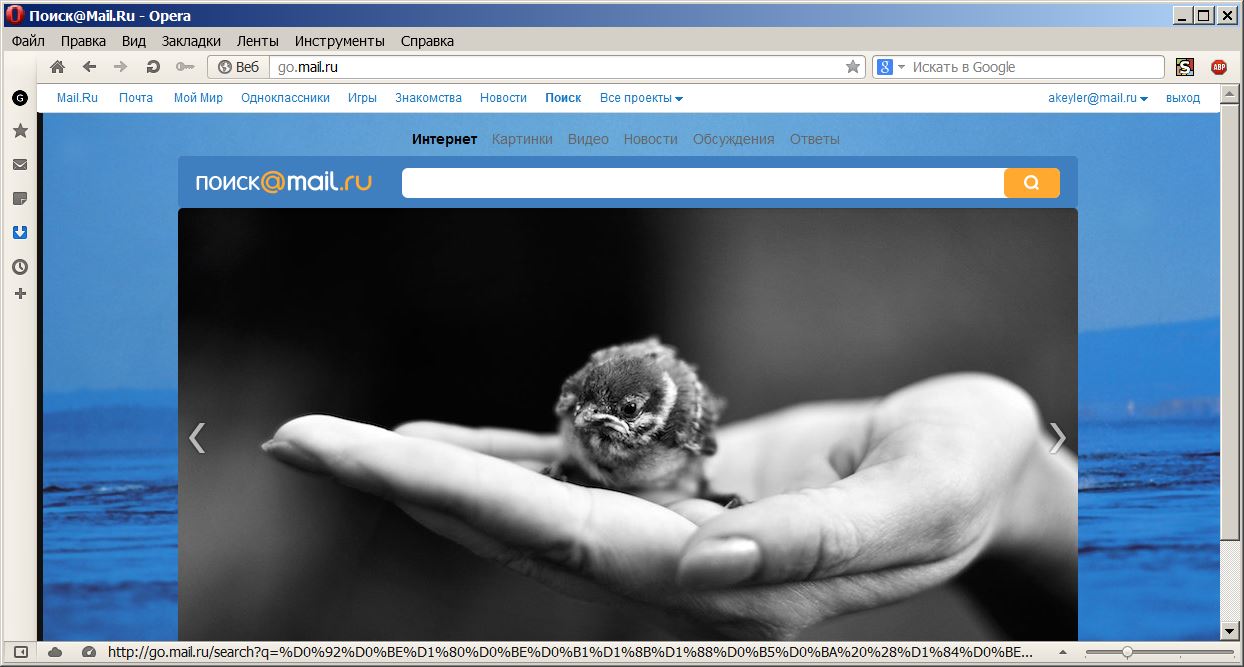 Поиск@Mail.Ru - Opera
Файл Правка Вид Закладки Ленты Инструменты Справка
Веб go.mail.ru Искать в Google
Mail.Ru Почта Мой Мир Одноклассники Игры Знакомства Новости Поиск Все проекты akeyler@mail.ru выход
Интернет Картинки Видео Новости Обсуждения Ответы
поиск@mail.ru
http://go.mail.ru/search?q=%D0%92%D0%BE%D1%80%D0%BE%D0%B1%D1%8B%D1%88%D0%B5%D0%BA%20%28%D1%84%D0%BE...